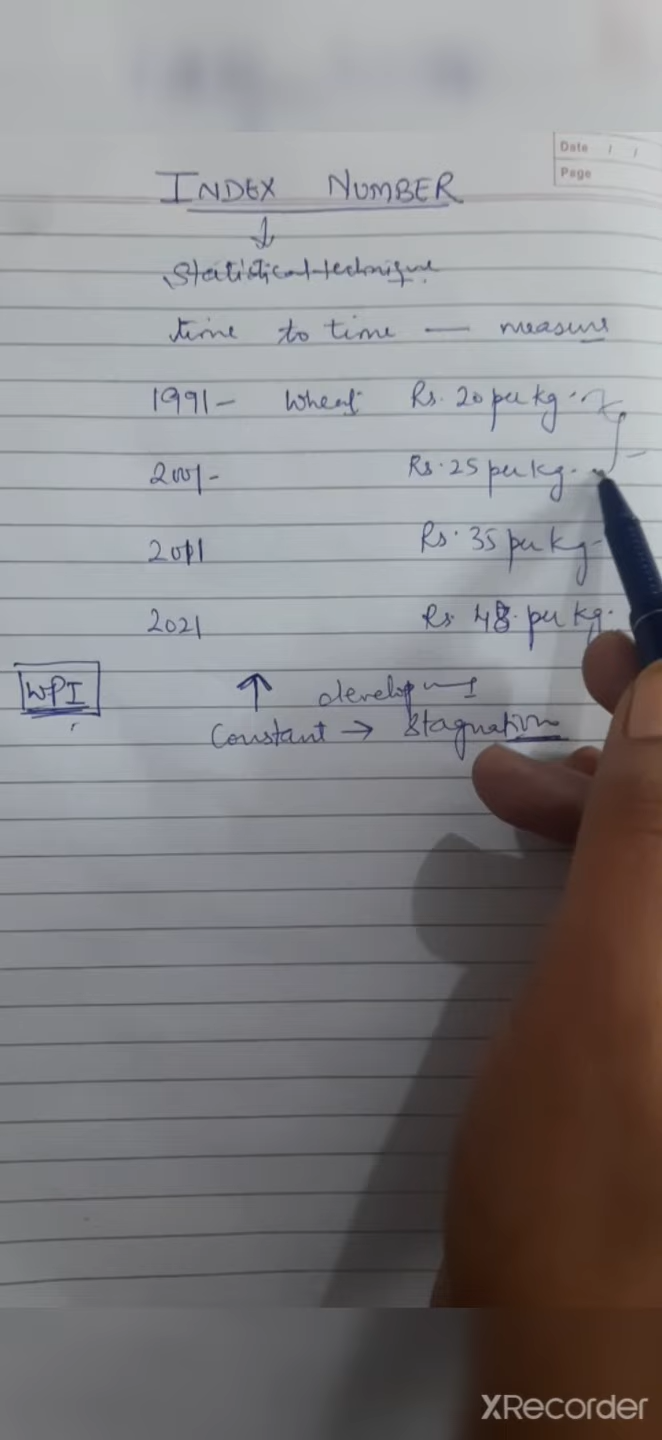 Date / /
Page
INDEX NUMBER
↓
Statistical technique
time to time — measure
1991 – Wheat Rs. 20 per kg.
2001 – Rs. 25 per kg.
2011 Rs. 35 per kg –
2021 Rs. 48 per kg.
WPI ↑
Constant → Stagnation
XRecorder